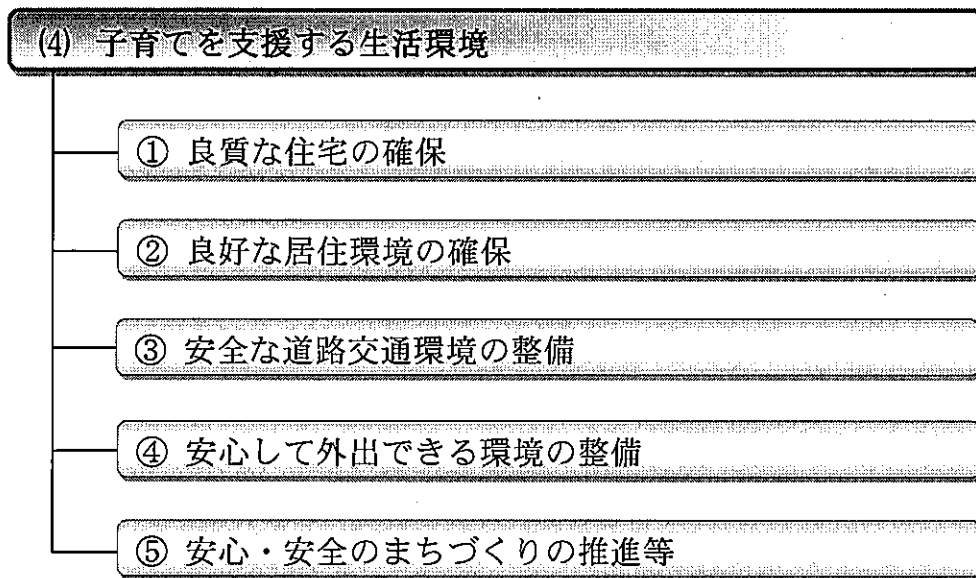 (4) 子育てを支援する生活環境
① 良質な住宅の確保
② 良好な居住環境の確保
③ 安全な道路交通環境の整備
④ 安心して外出できる環境の整備
⑤ 安心・安全のまちづくりの推進等